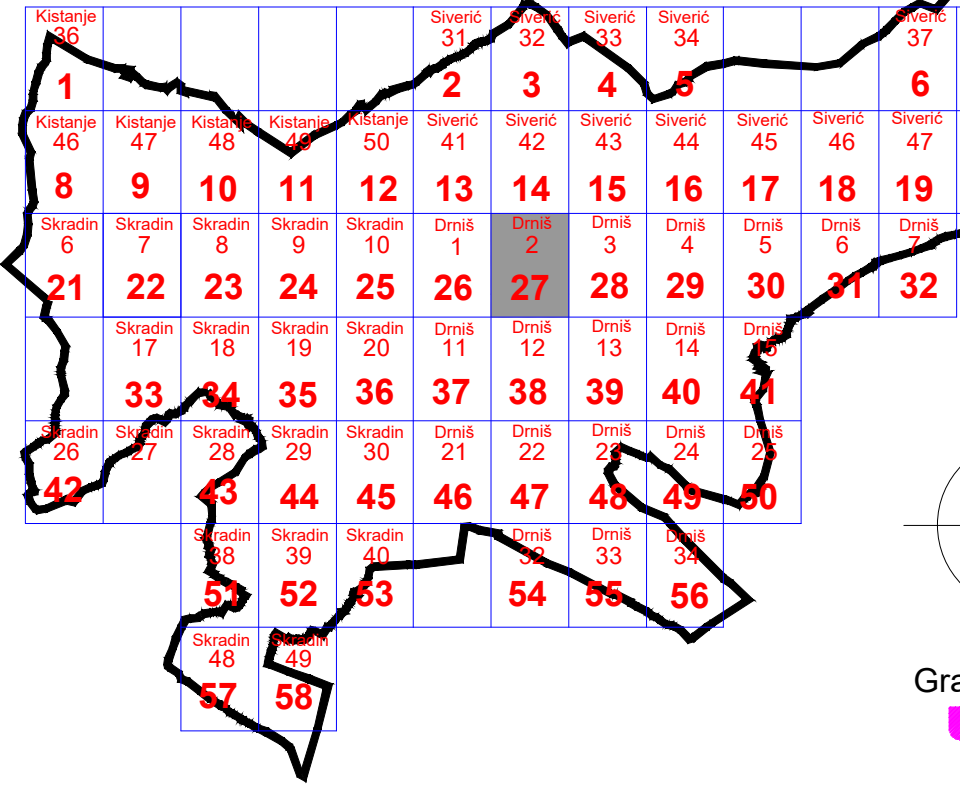 Kistanje Siverić Siverić Siverić Siverić Siverić
36 31 32 33 34 37
1 2 3 4 5 6
Kistanje Kistanje Kistanje Kistanje Kistanje Siverić Siverić Siverić Siverić Siverić Siverić Siverić
46 47 48 49 50 41 42 43 44 45 46 47
8 9 10 11 12 13 14 15 16 17 18 19
Skradin Skradin Skradin Skradin Skradin Drniš Drniš Drniš Drniš Drniš Drniš Drniš
6 7 8 9 10 1 2 3 4 5 6 7
21 22 23 24 25 26 27 28 29 30 31 32
Skradin Skradin Skradin Skradin Drniš Drniš Drniš Drniš Drniš
17 18 19 20 11 12 13 14 15
33 34 35 36 37 38 39 40 41
Skradin Skradin Skradin Skradin Skradin Drniš Drniš Drniš Drniš Drniš
26 27 28 29 30 21 22 23 24 25
42 43 44 45 46 47 48 49 50
Skradin Skradin Skradin Drniš Drniš Drniš
38 39 40 32 33 34
51 52 53 54 55 56
Skradin Skradin
48 49
57 58
Gra